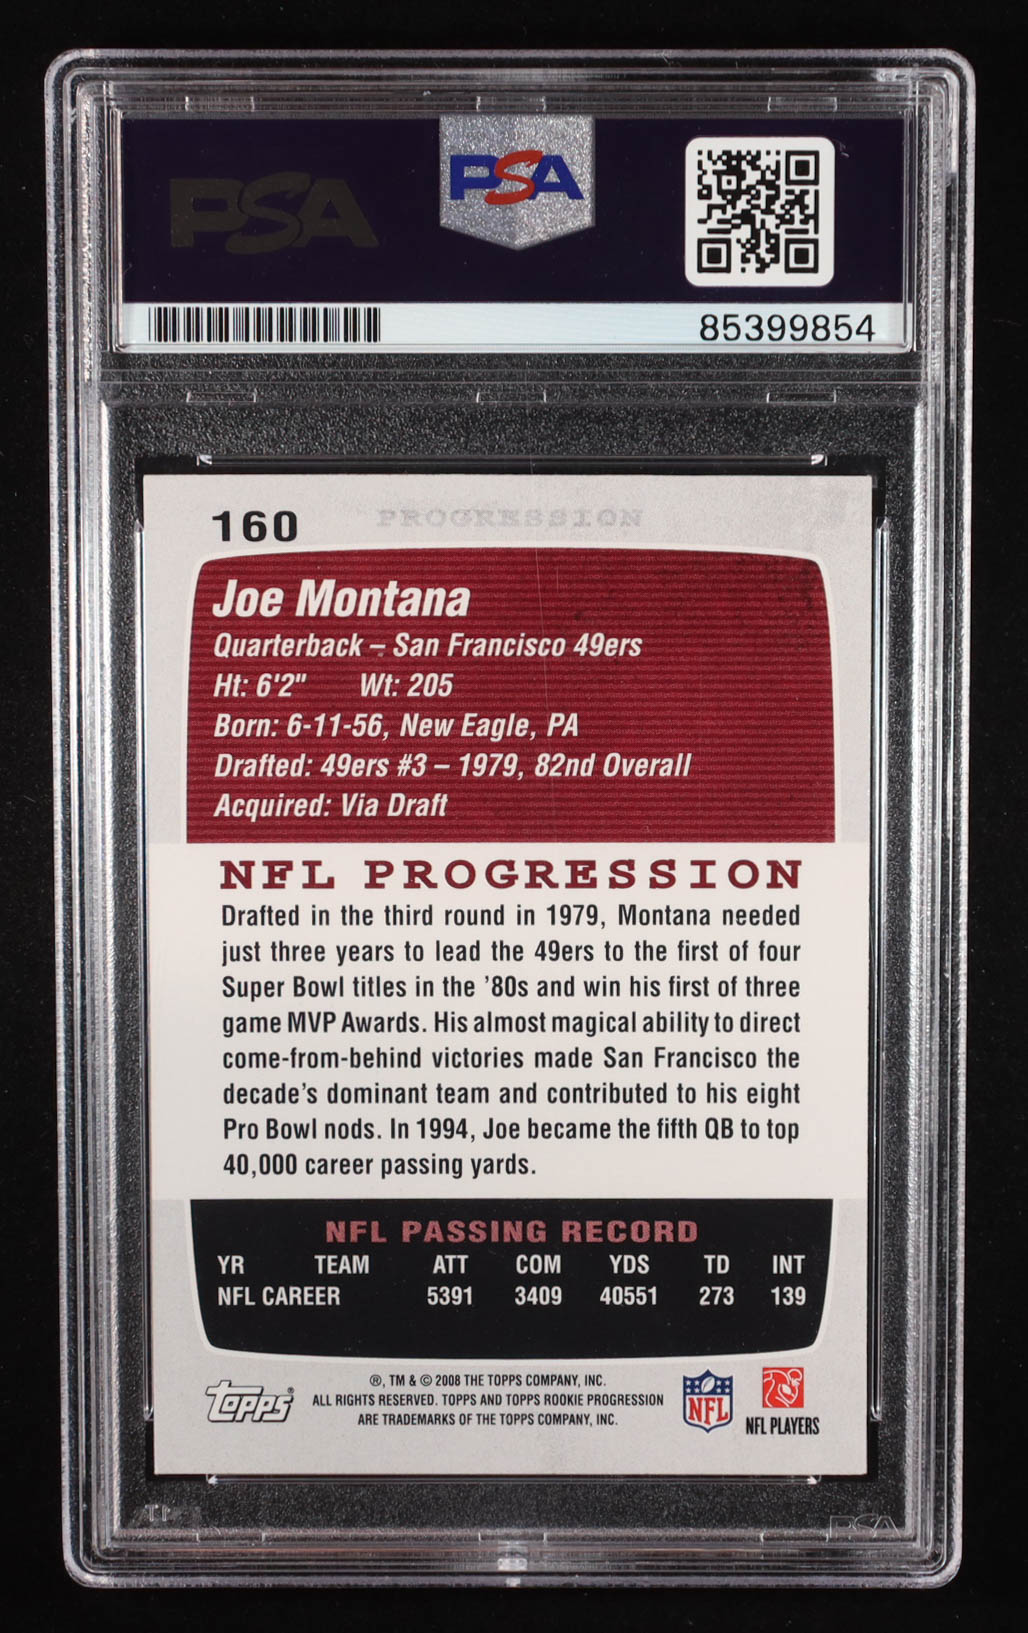 PSA PSA
85399854
160 PROGRESSION
Joe Montana
Quarterback – San Francisco 49ers
Ht: 6'2" Wt: 205
Born: 6-11-56, New Eagle, PA
Drafted: 49ers #3 – 1979, 82nd Overall
Acquired: Via Draft
NFL PROGRESSION
Drafted in the third round in 1979, Montana needed
just three years to lead the 49ers to the first of four
Super Bowl titles in the '80s and win his first of three
game MVP Awards. His almost magical ability to direct
come-from-behind victories made San Francisco the
decade's dominant team and contributed to his eight
Pro Bowl nods. In 1994, Joe became the fifth QB to top
40,000 career passing yards.
NFL PASSING RECORD
YR TEAM ATT COM YDS TD INT
NFL CAREER 5391 3409 40551 273 139
®, TM & © 2008 THE TOPPS COMPANY, INC.
ALL RIGHTS RESERVED. TOPPS AND TOPPS ROOKIE PROGRESSION
ARE TRADEMARKS OF THE TOPPS COMPANY, INC.
Topps®
NFL
NFL PLAYERS
PSA